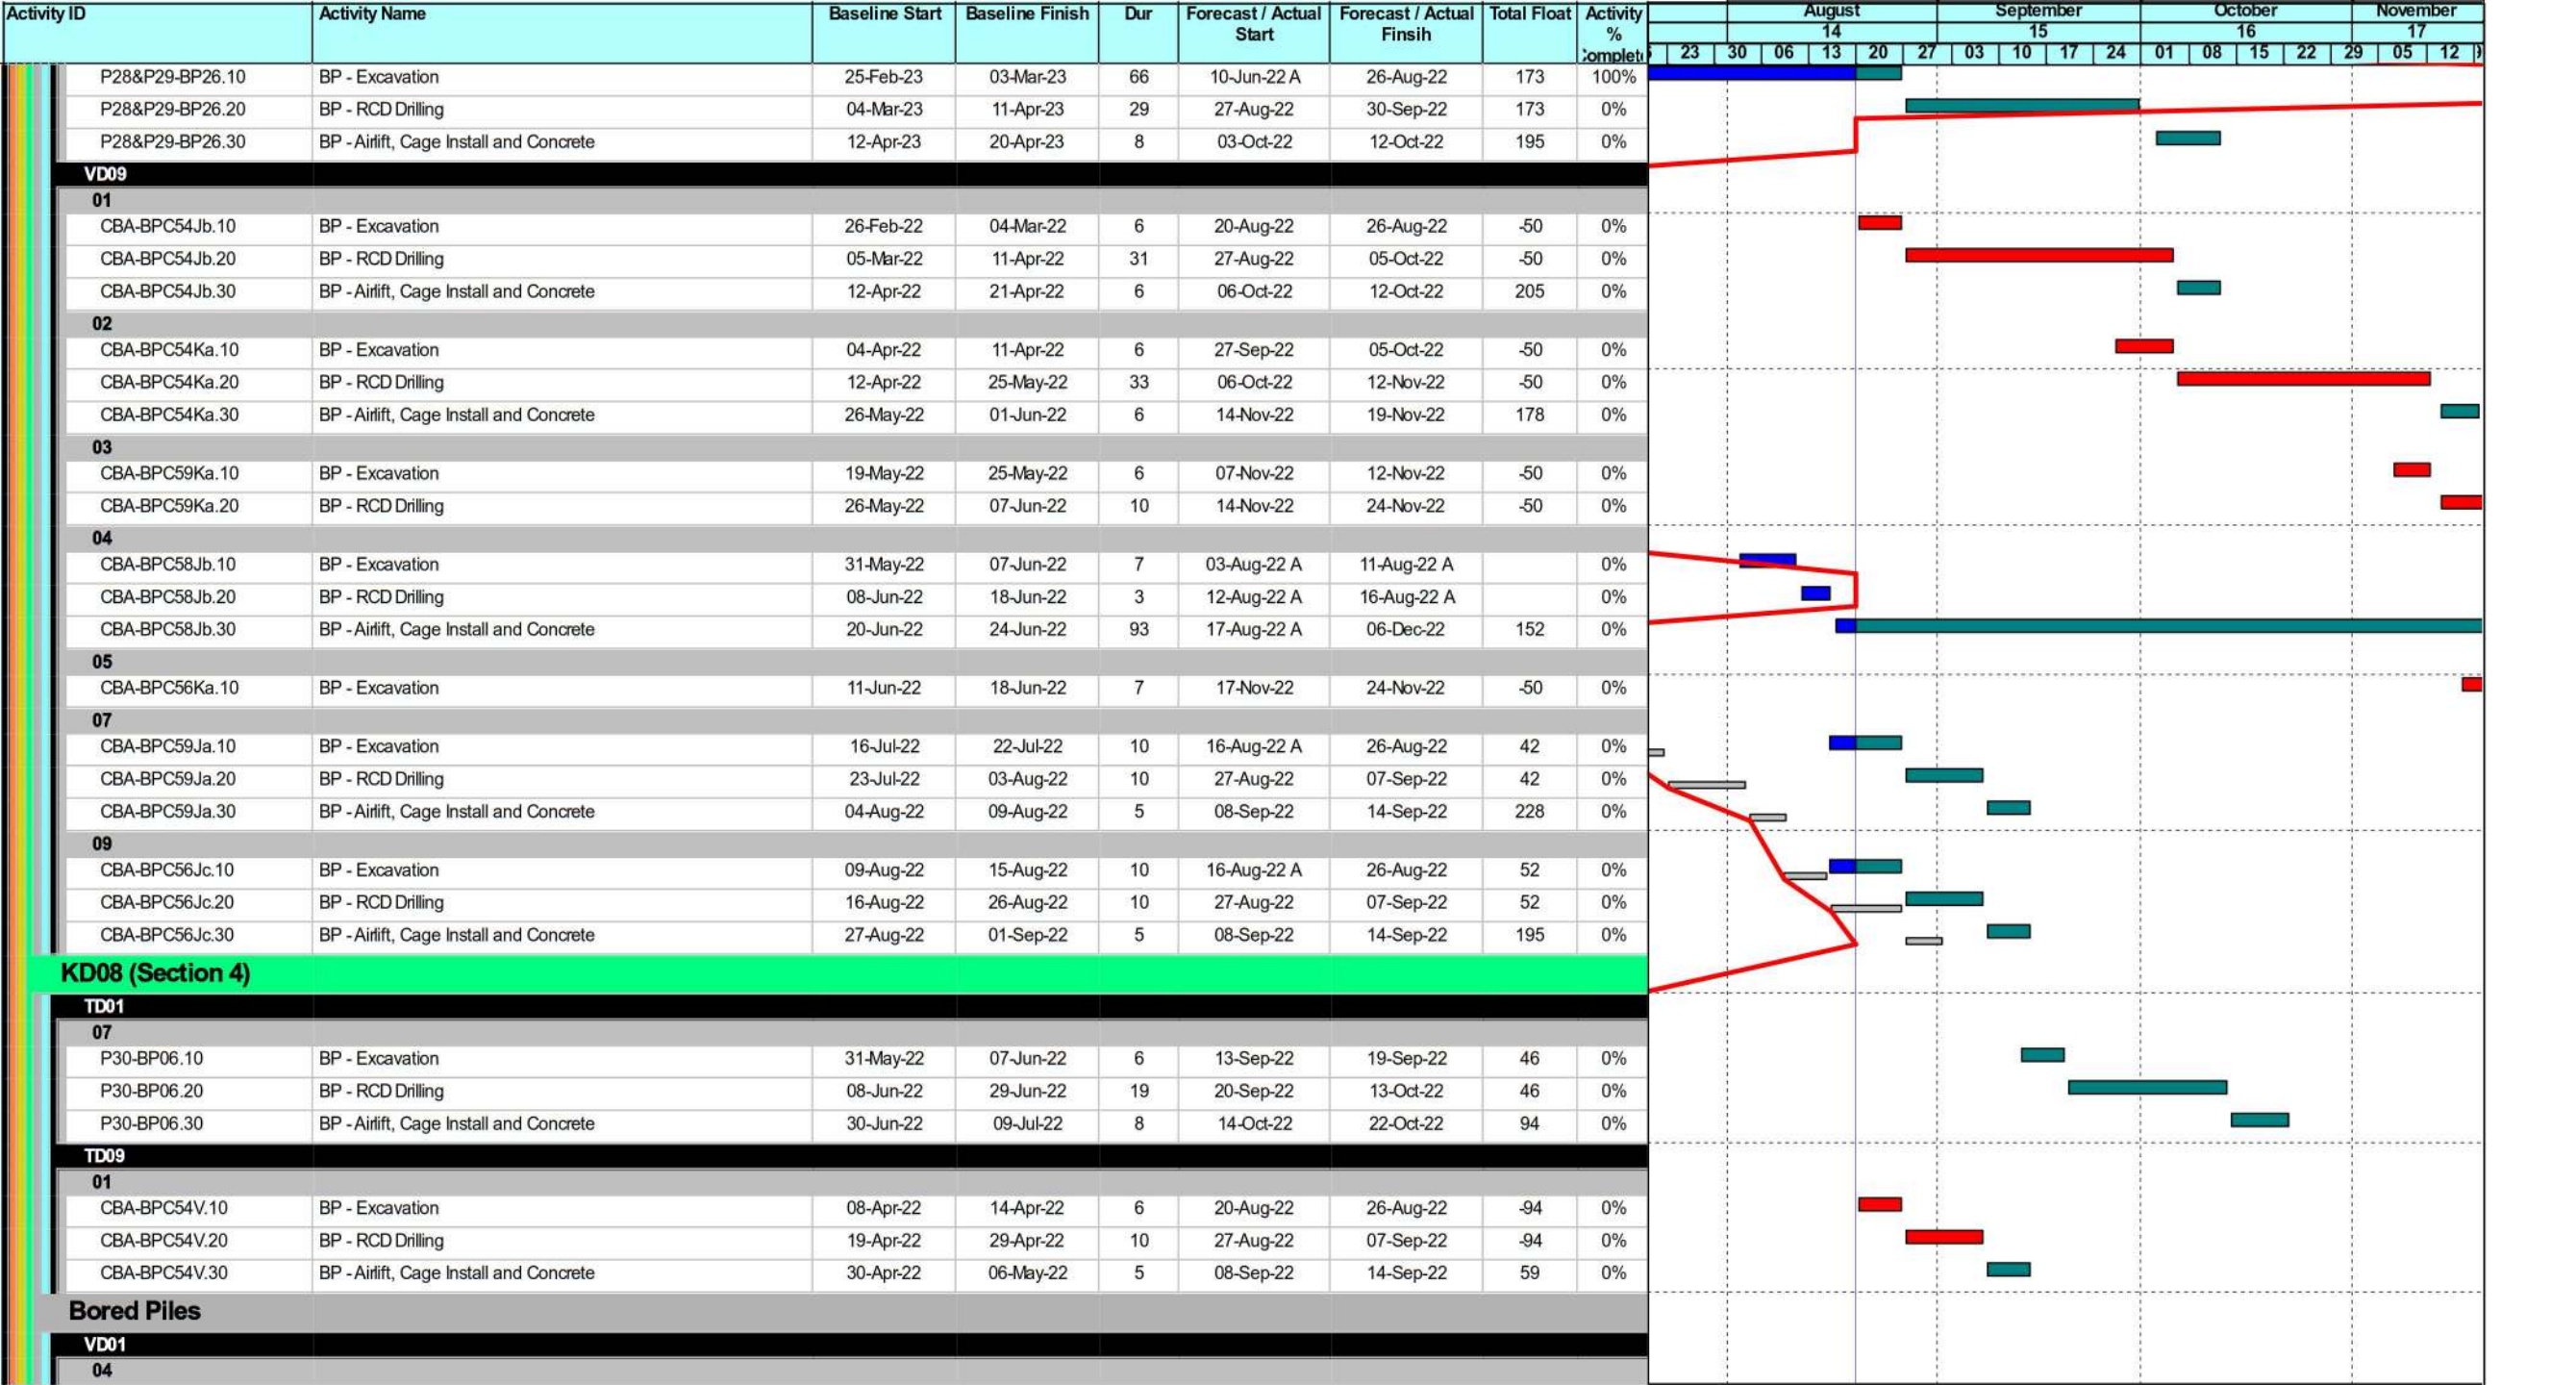 Activity ID Activity Name Baseline Start Baseline Finish Dur Forecast / Actual Start Forecast / Actual Finsih Total Float Activity % Complete
August September October November
14 15 16 17
23 30 06 13 20 27 03 10 17 24 01 08 15 22 29 05 12
P28&P29-BP26.10 BP - Excavation 25-Feb-23 03-Mar-23 66 10-Jun-22 A 26-Aug-22 173 100%
P28&P29-BP26.20 BP - RCD Drilling 04-Mar-23 11-Apr-23 29 27-Aug-22 30-Sep-22 173 0%
P28&P29-BP26.30 BP - Airlift, Cage Install and Concrete 12-Apr-23 20-Apr-23 8 03-Oct-22 12-Oct-22 195 0%
VD09
01
CBA-BPC54Jb.10 BP - Excavation 26-Feb-22 04-Mar-22 6 20-Aug-22 26-Aug-22 -50 0%
CBA-BPC54Jb.20 BP - RCD Drilling 05-Mar-22 11-Apr-22 31 27-Aug-22 05-Oct-22 -50 0%
CBA-BPC54Jb.30 BP - Airlift, Cage Install and Concrete 12-Apr-22 21-Apr-22 6 06-Oct-22 12-Oct-22 205 0%
02
CBA-BPC54Ka.10 BP - Excavation 04-Apr-22 11-Apr-22 6 27-Sep-22 05-Oct-22 -50 0%
CBA-BPC54Ka.20 BP - RCD Drilling 12-Apr-22 25-May-22 33 06-Oct-22 12-Nov-22 -50 0%
CBA-BPC54Ka.30 BP - Airlift, Cage Install and Concrete 26-May-22 01-Jun-22 6 14-Nov-22 19-Nov-22 178 0%
03
CBA-BPC59Ka.10 BP - Excavation 19-May-22 25-May-22 6 07-Nov-22 12-Nov-22 -50 0%
CBA-BPC59Ka.20 BP - RCD Drilling 26-May-22 07-Jun-22 10 14-Nov-22 24-Nov-22 -50 0%
04
CBA-BPC58Jb.10 BP - Excavation 31-May-22 07-Jun-22 7 03-Aug-22 A 11-Aug-22 A 0%
CBA-BPC58Jb.20 BP - RCD Drilling 08-Jun-22 18-Jun-22 3 12-Aug-22 A 16-Aug-22 A 0%
CBA-BPC58Jb.30 BP - Airlift, Cage Install and Concrete 20-Jun-22 24-Jun-22 93 17-Aug-22 A 06-Dec-22 152 0%
05
CBA-BPC56Ka.10 BP - Excavation 11-Jun-22 18-Jun-22 7 17-Nov-22 24-Nov-22 -50 0%
07
CBA-BPC59Ja.10 BP - Excavation 16-Jul-22 22-Jul-22 10 16-Aug-22 A 26-Aug-22 42 0%
CBA-BPC59Ja.20 BP - RCD Drilling 23-Jul-22 03-Aug-22 10 27-Aug-22 07-Sep-22 42 0%
CBA-BPC59Ja.30 BP - Airlift, Cage Install and Concrete 04-Aug-22 09-Aug-22 5 08-Sep-22 14-Sep-22 228 0%
09
CBA-BPC56Jc.10 BP - Excavation 09-Aug-22 15-Aug-22 10 16-Aug-22 A 26-Aug-22 52 0%
CBA-BPC56Jc.20 BP - RCD Drilling 16-Aug-22 26-Aug-22 10 27-Aug-22 07-Sep-22 52 0%
CBA-BPC56Jc.30 BP - Airlift, Cage Install and Concrete 27-Aug-22 01-Sep-22 5 08-Sep-22 14-Sep-22 195 0%
KD08 (Section 4)
TD01
07
P30-BP06.10 BP - Excavation 31-May-22 07-Jun-22 6 13-Sep-22 19-Sep-22 46 0%
P30-BP06.20 BP - RCD Drilling 08-Jun-22 29-Jun-22 19 20-Sep-22 13-Oct-22 46 0%
P30-BP06.30 BP - Airlift, Cage Install and Concrete 30-Jun-22 09-Jul-22 8 14-Oct-22 22-Oct-22 94 0%
TD09
01
CBA-BPC54V.10 BP - Excavation 08-Apr-22 14-Apr-22 6 20-Aug-22 26-Aug-22 -94 0%
CBA-BPC54V.20 BP - RCD Drilling 19-Apr-22 29-Apr-22 10 27-Aug-22 07-Sep-22 -94 0%
CBA-BPC54V.30 BP - Airlift, Cage Install and Concrete 30-Apr-22 06-May-22 5 08-Sep-22 14-Sep-22 59 0%
Bored Piles
VD01
04